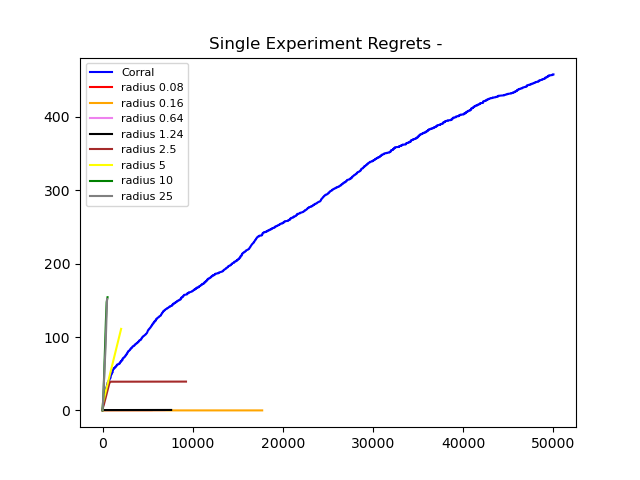 Single Experiment Regrets -
Corral
radius 0.08
radius 0.16
radius 0.64
radius 1.24
radius 2.5
radius 5
radius 10
radius 25
400
300
200
100
0
0 10000 20000 30000 40000 50000